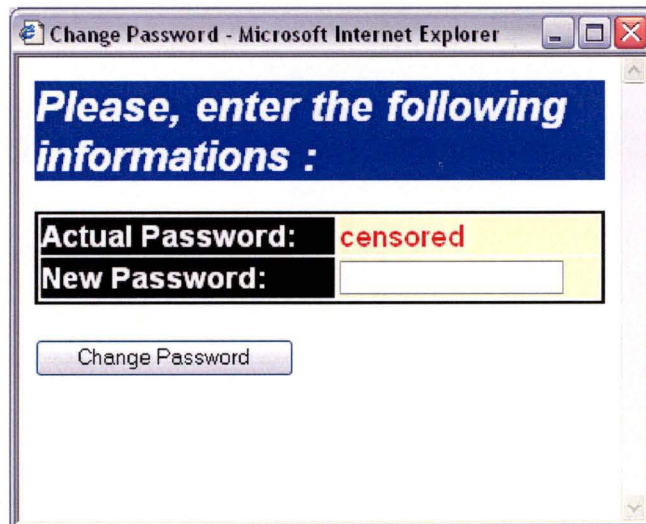 Change Password - Microsoft Internet Explorer
Please, enter the following
informations :
Actual Password: censored
New Password:
Change Password